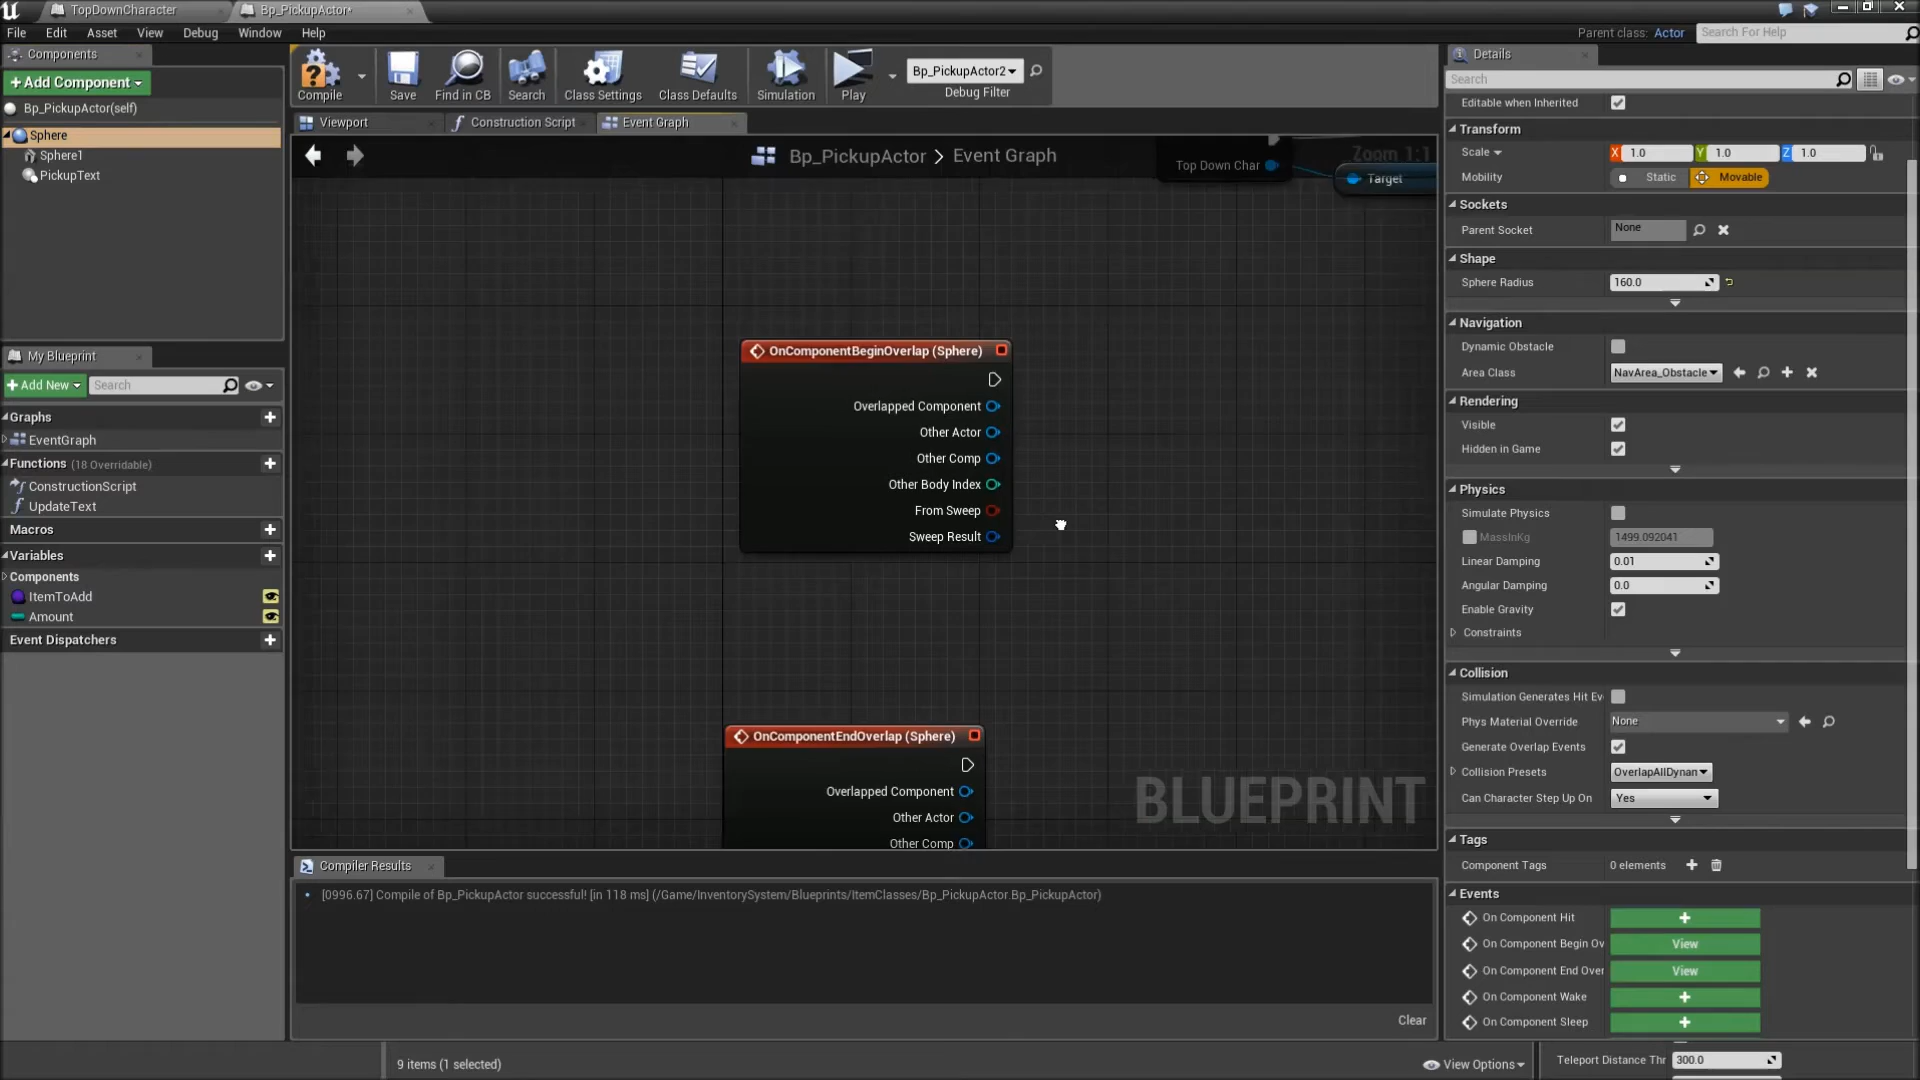 TopDownCharacter
Bp_PickupActor*
File Edit Asset View Debug Window Help
Parent class: Actor
Search For Help
Components
+Add Component
Bp_PickupActor(self)
Sphere
Sphere1
PickupText
Compile
Save
Find in CB
Search
Class Settings
Class Defaults
Simulation
Play
Bp_PickupActor2
Debug Filter
Viewport
Construction Script
Event Graph
Bp_PickupActor > Event Graph
Zoom 1:1
Top Down Char
Target
OnComponentBeginOverlap (Sphere)
Overlapped Component
Other Actor
Other Comp
Other Body Index
From Sweep
Sweep Result
OnComponentEndOverlap (Sphere)
Overlapped Component
Other Actor
Other Comp
BLUEPRINT
My Blueprint
+Add New
Search
Graphs
EventGraph
Functions (18 Overridable)
ConstructionScript
UpdateText
Macros
Variables
Components
ItemToAdd
Amount
Event Dispatchers
Compiler Results
[0996.67] Compile of Bp_PickupActor successful! [in 118 ms] (/Game/InventorySystem/Blueprints/ItemClasses/Bp_PickupActor.Bp_PickupActor)
Clear
9 items (1 selected)
View Options
Details
Search
Editable when Inherited
Transform
Scale X 1.0 Y 1.0 Z 1.0
Mobility Static Movable
Sockets
Parent Socket None
Shape
Sphere Radius 160.0
Navigation
Dynamic Obstacle
Area Class NavArea_Obstacle
Rendering
Visible
Hidden in Game
Physics
Simulate Physics
MassInKg 1499.092041
Linear Damping 0.01
Angular Damping 0.0
Enable Gravity
Constraints
Collision
Simulation Generates Hit Ev
Phys Material Override None
Generate Overlap Events
Collision Presets OverlapAllDynan
Can Character Step Up On Yes
Tags
Component Tags 0 elements
Events
On Component Hit
On Component Begin Ov View
On Component End Over View
On Component Wake
On Component Sleep
Teleport Distance Thr 300.0